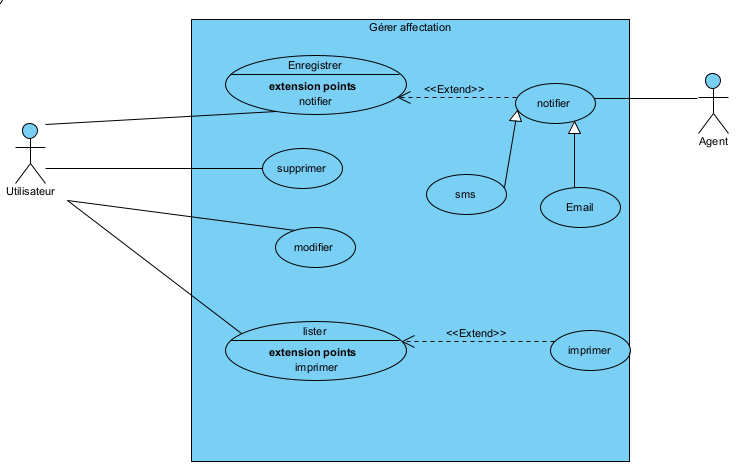 Gérer affectation
Enregistrer
extension points
notifier
<<Extend>>
notifier
Agent
Utilisateur
supprimer
sms
Email
modifier
lister
extension points
imprimer
<<Extend>>
imprimer